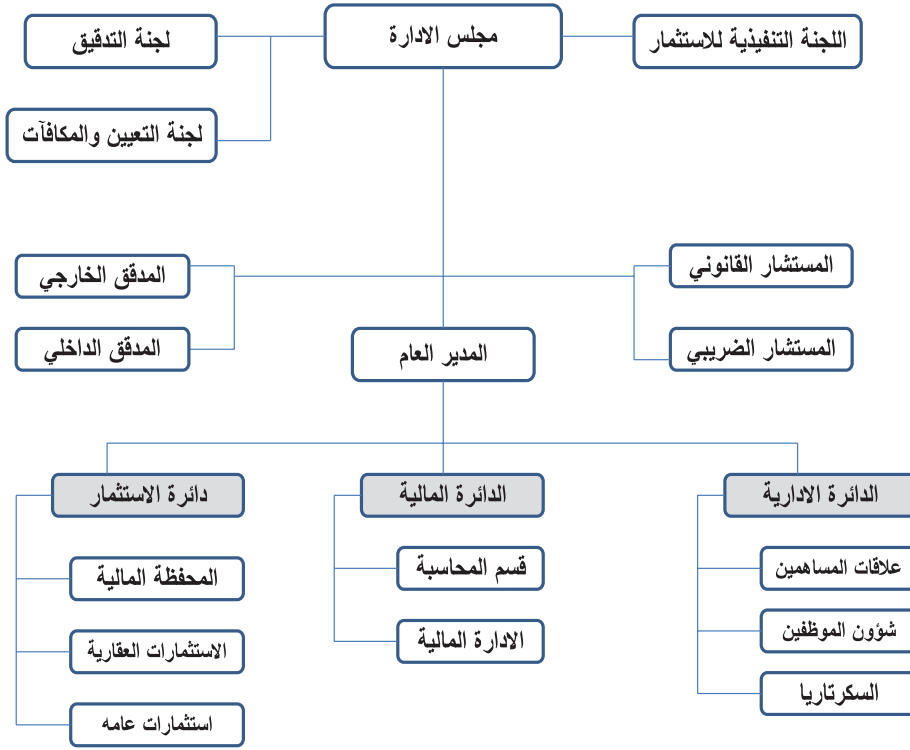 مجلس الادارة
اللجنة التنفيذية للاستثمار
لجنة التدقيق
لجنة التعيين والمكافآت
المستشار القانوني
المدقق الخارجي
المستشار الضريبي
المدقق الداخلي
المدير العام
الدائرة الادارية
علاقات المساهمين
شؤون الموظفين
السكرتاريا
الدائرة المالية
قسم المحاسبة
الادارة المالية
دائرة الاستثمار
المحفظة المالية
الاستثمارات العقارية
استثمارات عامه